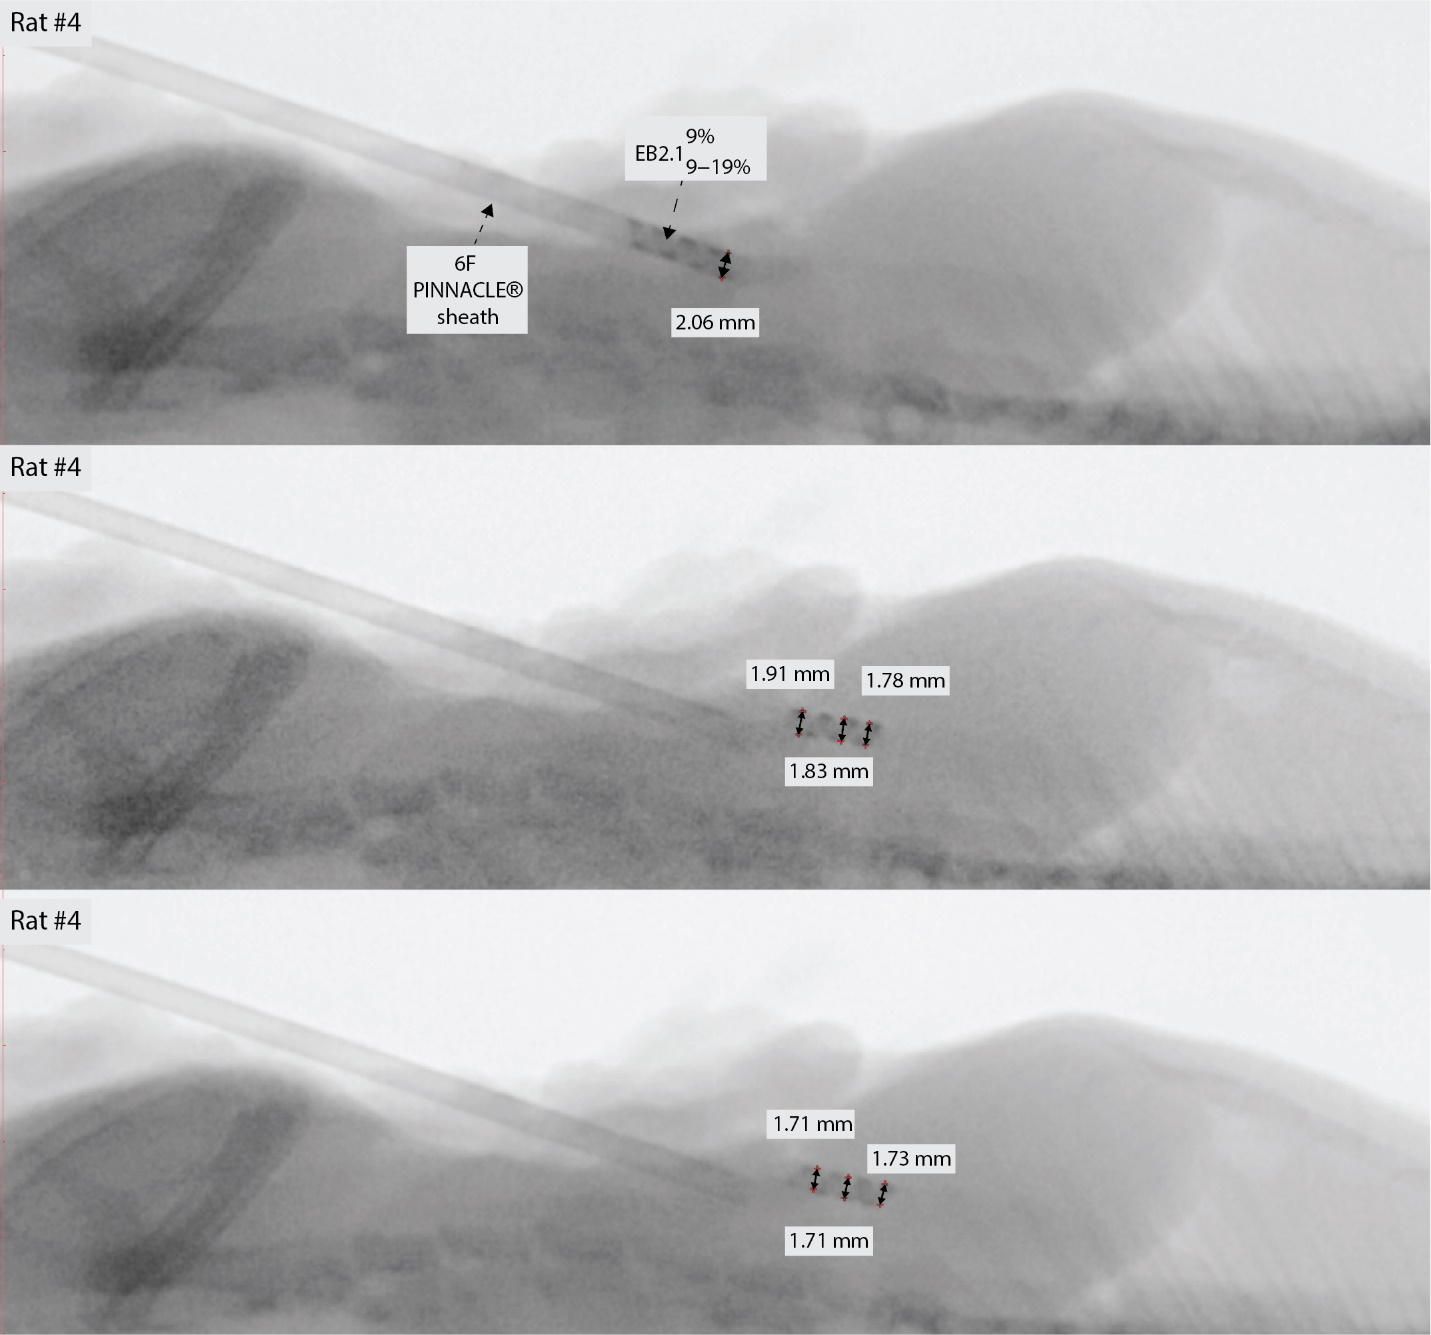 Rat #4
9%
EB2.1
9–19%
6F
PINNACLE®
sheath
2.06 mm
Rat #4
1.91 mm
1.78 mm
1.83 mm
Rat #4
1.71 mm
1.73 mm
1.71 mm